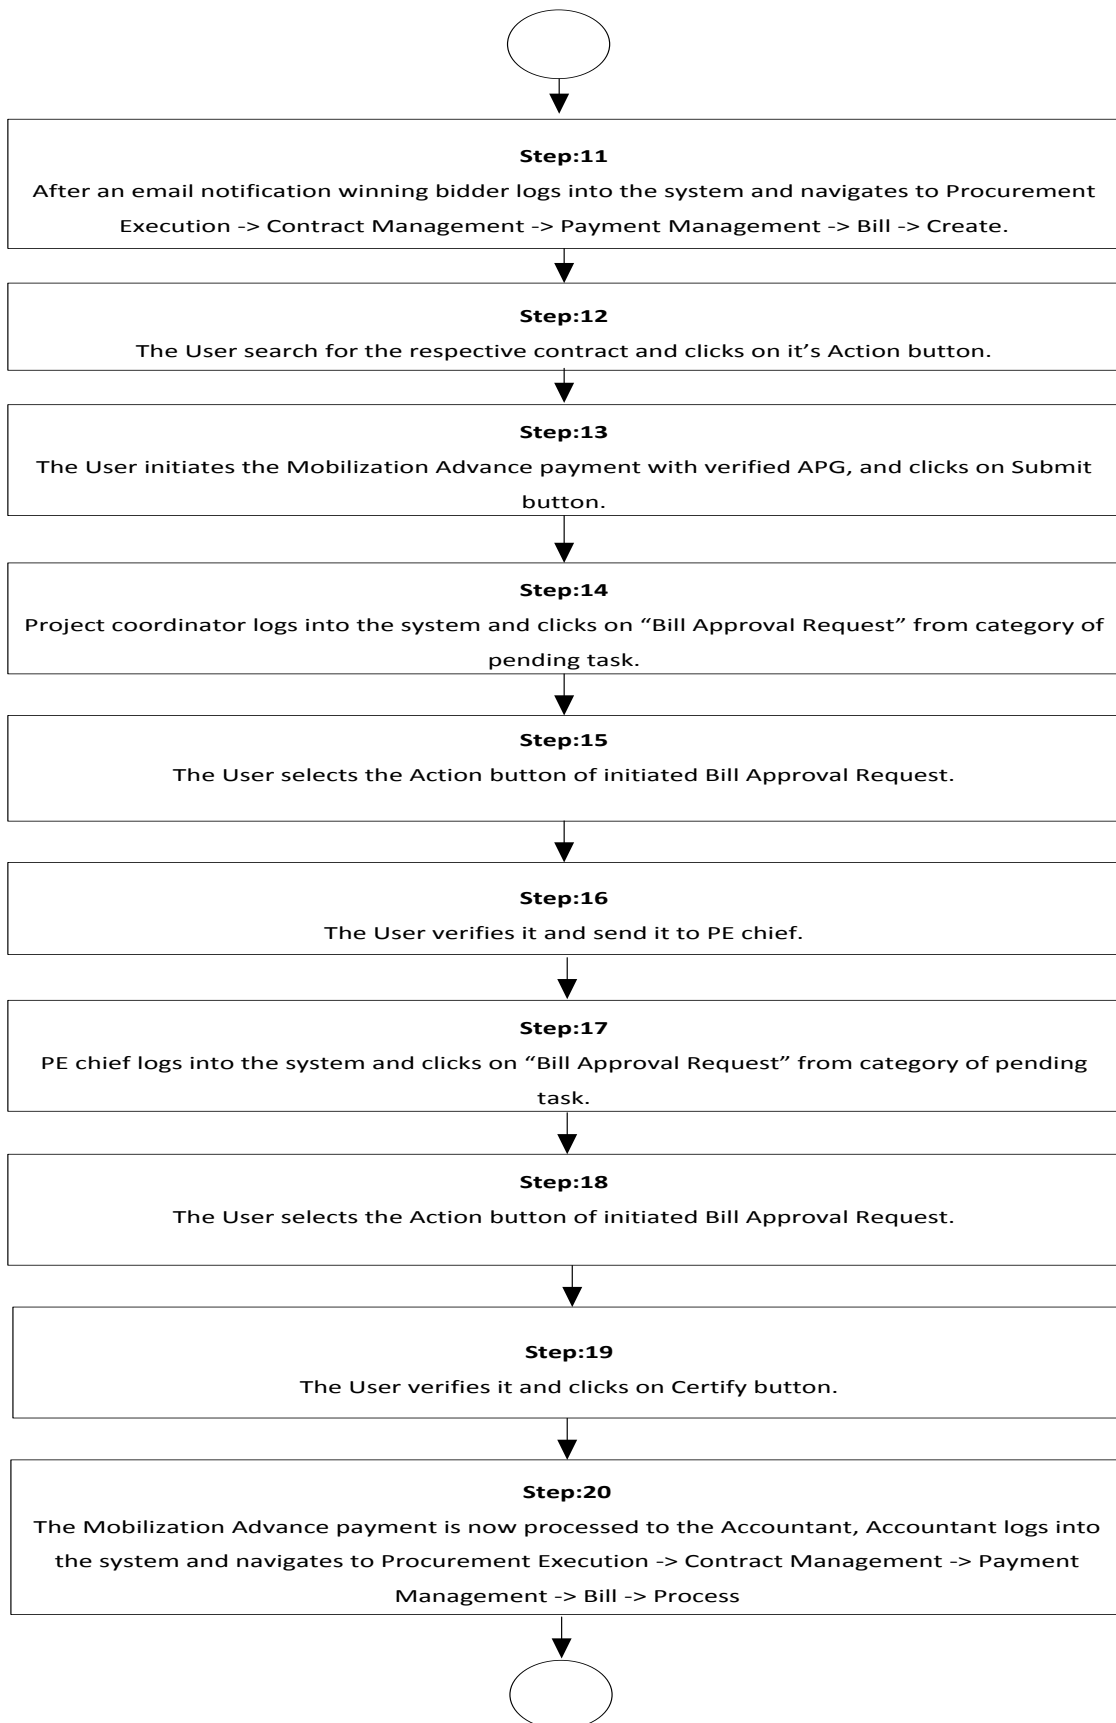 Step:11
After an email notification winning bidder logs into the system and navigates to Procurement
Execution -> Contract Management -> Payment Management -> Bill -> Create.
Step:12
The User search for the respective contract and clicks on it’s Action button.
Step:13
The User initiates the Mobilization Advance payment with verified APG, and clicks on Submit
button.
Step:14
Project coordinator logs into the system and clicks on “Bill Approval Request” from category of
pending task.
Step:15
The User selects the Action button of initiated Bill Approval Request.
Step:16
The User verifies it and send it to PE chief.
Step:17
PE chief logs into the system and clicks on “Bill Approval Request” from category of pending
task.
Step:18
The User selects the Action button of initiated Bill Approval Request.
Step:19
The User verifies it and clicks on Certify button.
Step:20
The Mobilization Advance payment is now processed to the Accountant, Accountant logs into
the system and navigates to Procurement Execution -> Contract Management -> Payment
Management -> Bill -> Process